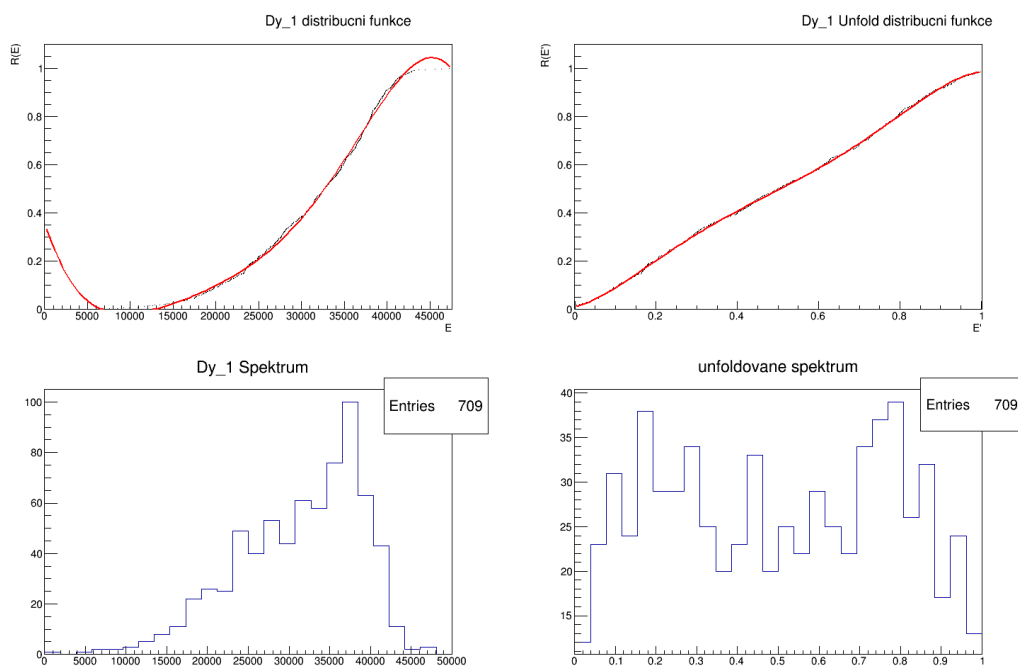 Dy_1 distribucni funkce
R(E)
1
0.8
0.6
0.4
0.2
0
0 5000 10000 15000 20000 25000 30000 35000 40000 45000
E
Dy_1 Unfold distribucni funkce
R(E')
1
0.8
0.6
0.4
0.2
0
0 0.2 0.4 0.6 0.8 1
E'
Dy_1 Spektrum
Entries 709
100
80
60
40
20
0
0 5000 10000 15000 20000 25000 30000 35000 40000 45000 50000
unfoldovane spektrum
Entries 709
40
35
30
25
20
15
0 0.1 0.2 0.3 0.4 0.5 0.6 0.7 0.8 0.9 1